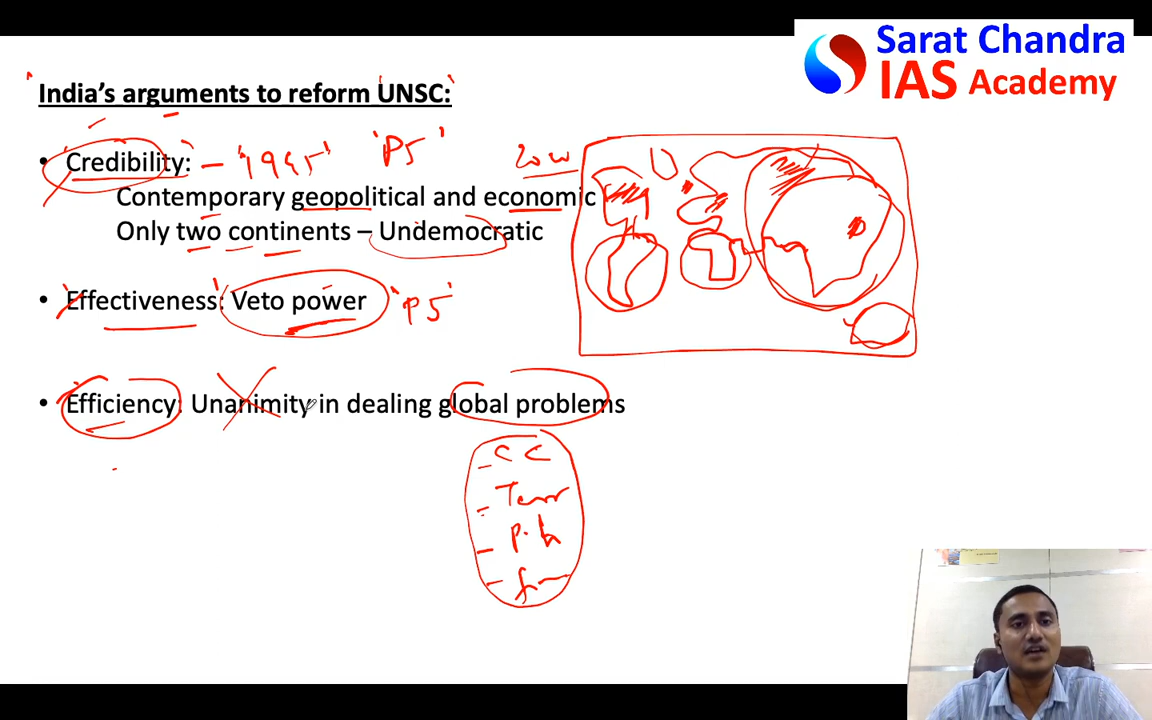 Sarat Chandra
IAS Academy
India's arguments to reform UNSC:
• Credibility: – '1945' 'P5'
Contemporary geopolitical and economic
Only two continents – Undemocratic
• Effectiveness: Veto power 'P5'
• Efficiency: Unanimity in dealing global problems
- CC
- Terr